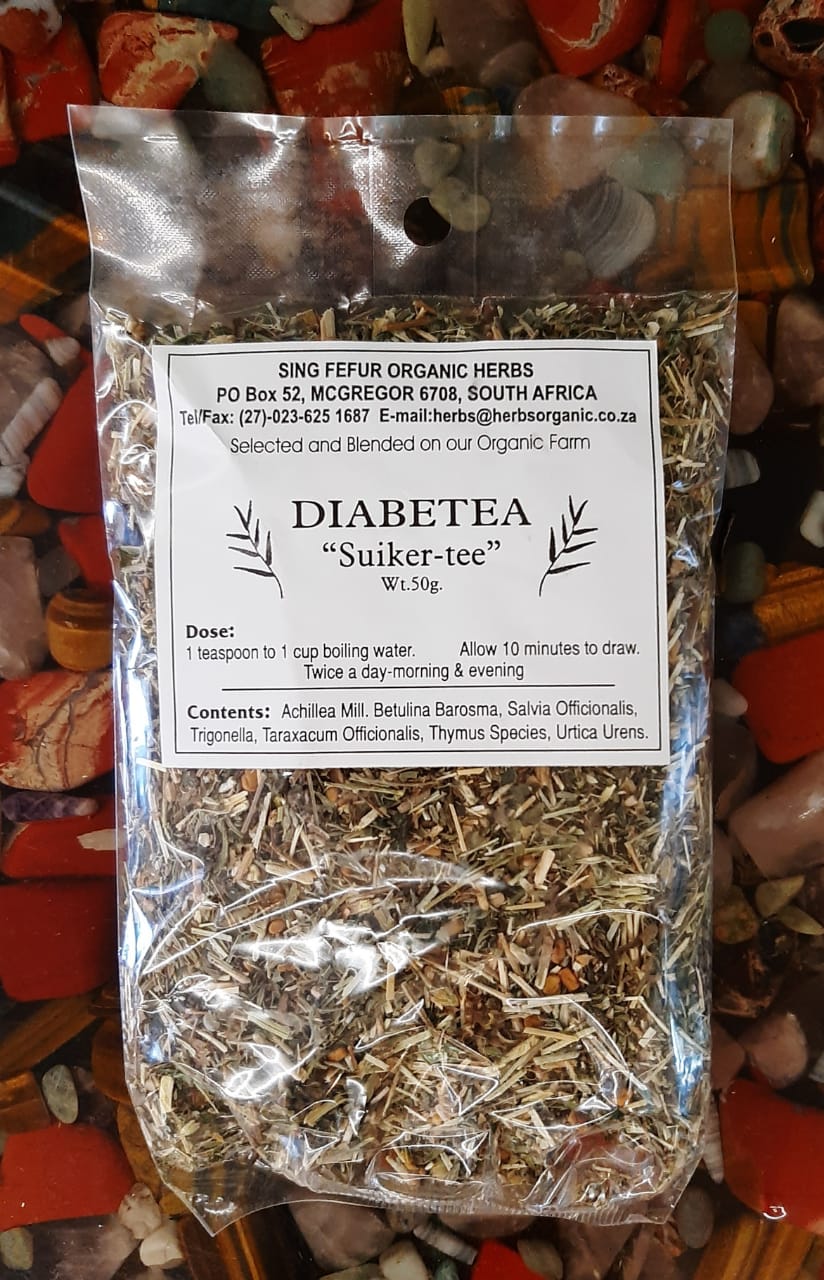 SING FEFUR ORGANIC HERBS
PO Box 52, MCGREGOR 6708, SOUTH AFRICA
Tel/Fax: (27)-023-625 1687 E-mail:herbs@herbsorganic.co.za
Selected and Blended on our Organic Farm
DIABETEA
“Suiker-tee”
Wt.50g.
Dose:
1 teaspoon to 1 cup boiling water. Allow 10 minutes to draw.
Twice a day-morning & evening
Contents: Achillea Mill. Betulina Barosma, Salvia Officionalis,
Trigonella, Taraxacum Officionalis, Thymus Species, Urtica Urens.